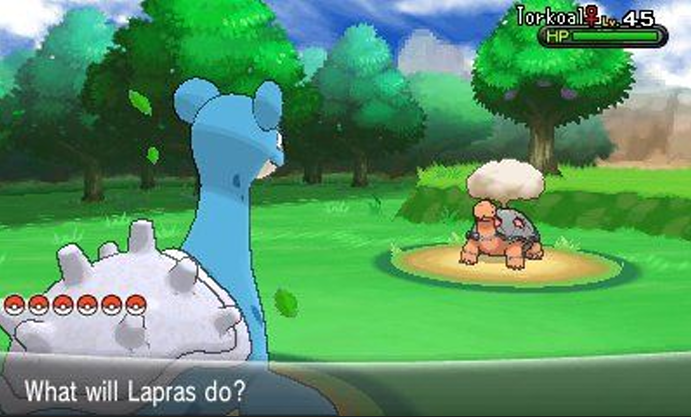 Torkoal♀ Lv.45
HP
What will Lapras do?